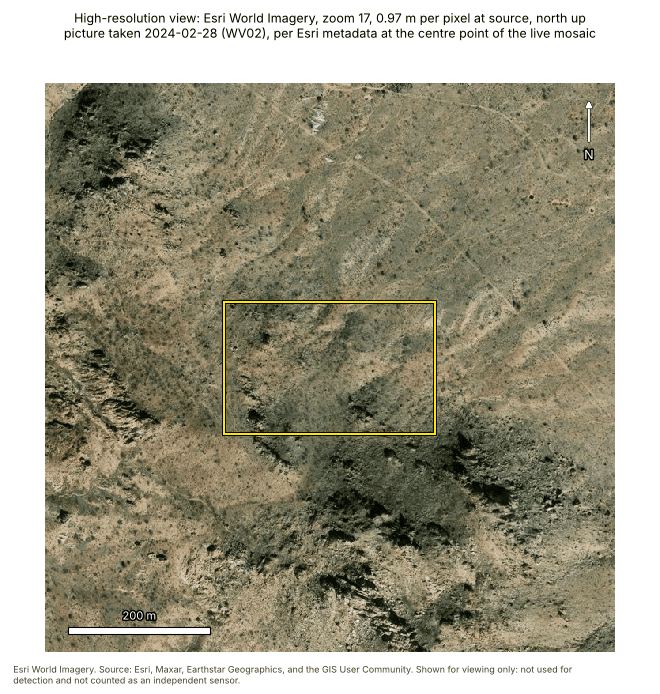 High-resolution view: Esri World Imagery, zoom 17, 0.97 m per pixel at source, north up
picture taken 2024-02-28 (WV02), per Esri metadata at the centre point of the live mosaic
N
200 m
Esri World Imagery. Source: Esri, Maxar, Earthstar Geographics, and the GIS User Community. Shown for viewing only: not used for
detection and not counted as an independent sensor.